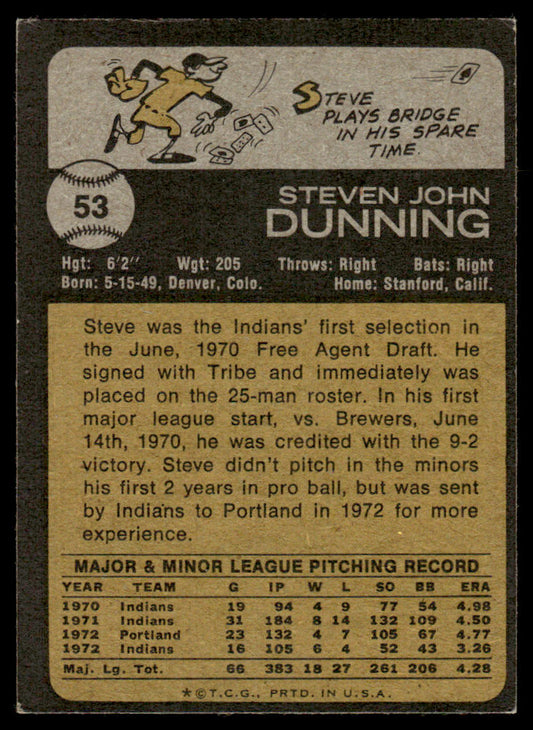 STEVE
PLAYS BRIDGE
IN HIS SPARE
TIME.
53
STEVEN JOHN
DUNNING
Hgt: 6'2" Wgt: 205 Throws: Right Bats: Right
Born: 5-15-49, Denver, Colo. Home: Stanford, Calif.
Steve was the Indians' first selection in
the June, 1970 Free Agent Draft. He
signed with Tribe and immediately was
placed on the 25-man roster. In his first
major league start, vs. Brewers, June
14th, 1970, he was credited with the 9-2
victory. Steve didn't pitch in the minors
his first 2 years in pro ball, but was sent
by Indians to Portland in 1972 for more
experience.
MAJOR & MINOR LEAGUE PITCHING RECORD
YEAR TEAM G IP W L SO BB ERA
1970 Indians 19 94 4 9 77 54 4.98
1971 Indians 31 184 8 14 132 109 4.50
1972 Portland 23 132 4 7 105 67 4.77
1972 Indians 16 105 6 4 52 43 3.26
Maj. Lg. Tot. 66 383 18 27 261 206 4.28
*©T.C.G., PRTD. IN U.S.A.